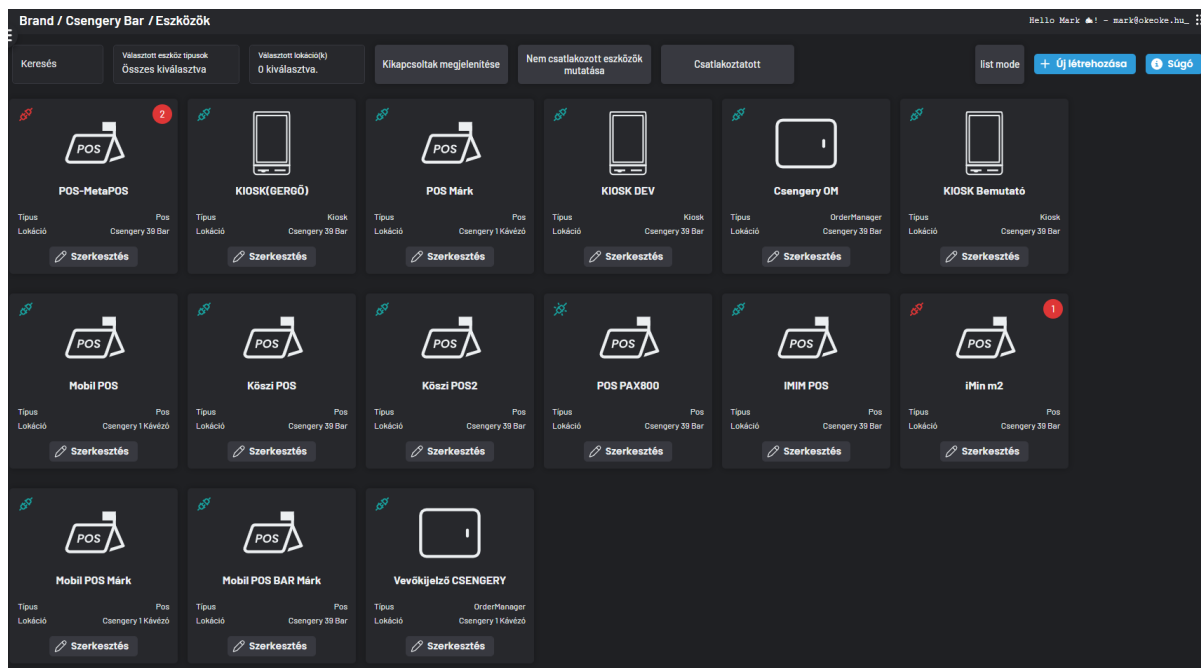 Brand / Csengery Bar / Eszközök
Hello Mark ! - mark@okeoke.hu_
Keresés
Választott eszköz típusok
Összes kiválasztva
Választott lokáció(k)
0 kiválasztva.
Kikapcsoltak megjelenítése
Nem csatlakozott eszközök
mutatása
Csatlakoztatott
list mode
+ Új létrehozása
Súgó
2
POS
POS-MetaPOS
Típus Pos
Lokáció Csengery 39 Bar
Szerkesztés
KIOSK(GERGŐ)
Típus Kiosk
Lokáció Csengery 39 Bar
Szerkesztés
POS
POS Márk
Típus Pos
Lokáció Csengery 1 Kávézó
Szerkesztés
KIOSK DEV
Típus Kiosk
Lokáció Csengery 39 Bar
Szerkesztés
Csengery OM
Típus OrderManager
Lokáció Csengery 39 Bar
Szerkesztés
KIOSK Bemutató
Típus Kiosk
Lokáció Csengery 39 Bar
Szerkesztés
POS
Mobil POS
Típus Pos
Lokáció Csengery 1 Kávézó
Szerkesztés
POS
Köszi POS
Típus Pos
Lokáció Csengery 39 Bar
Szerkesztés
POS
Köszi POS2
Típus Pos
Lokáció Csengery 39 Bar
Szerkesztés
POS
POS PAX800
Típus Pos
Lokáció Csengery 39 Bar
Szerkesztés
POS
IMIM POS
Típus Pos
Lokáció Csengery 39 Bar
Szerkesztés
1
POS
iMin m2
Típus Pos
Lokáció Csengery 39 Bar
Szerkesztés
POS
Mobil POS Márk
Típus Pos
Lokáció Csengery 1 Kávézó
Szerkesztés
POS
Mobil POS BAR Márk
Típus Pos
Lokáció Csengery 39 Bar
Szerkesztés
Vevőkijelző CSENGERY
Típus OrderManager
Lokáció Csengery 1 Kávézó
Szerkesztés